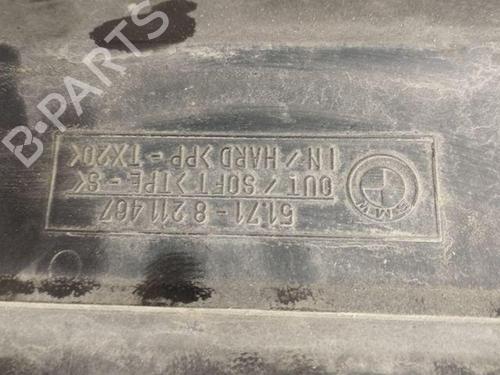 51.71 - 8 211 467
OUT / SOFT >TPE - S<
IN / HARD >PP - TX20<
BMW
B-PARTS